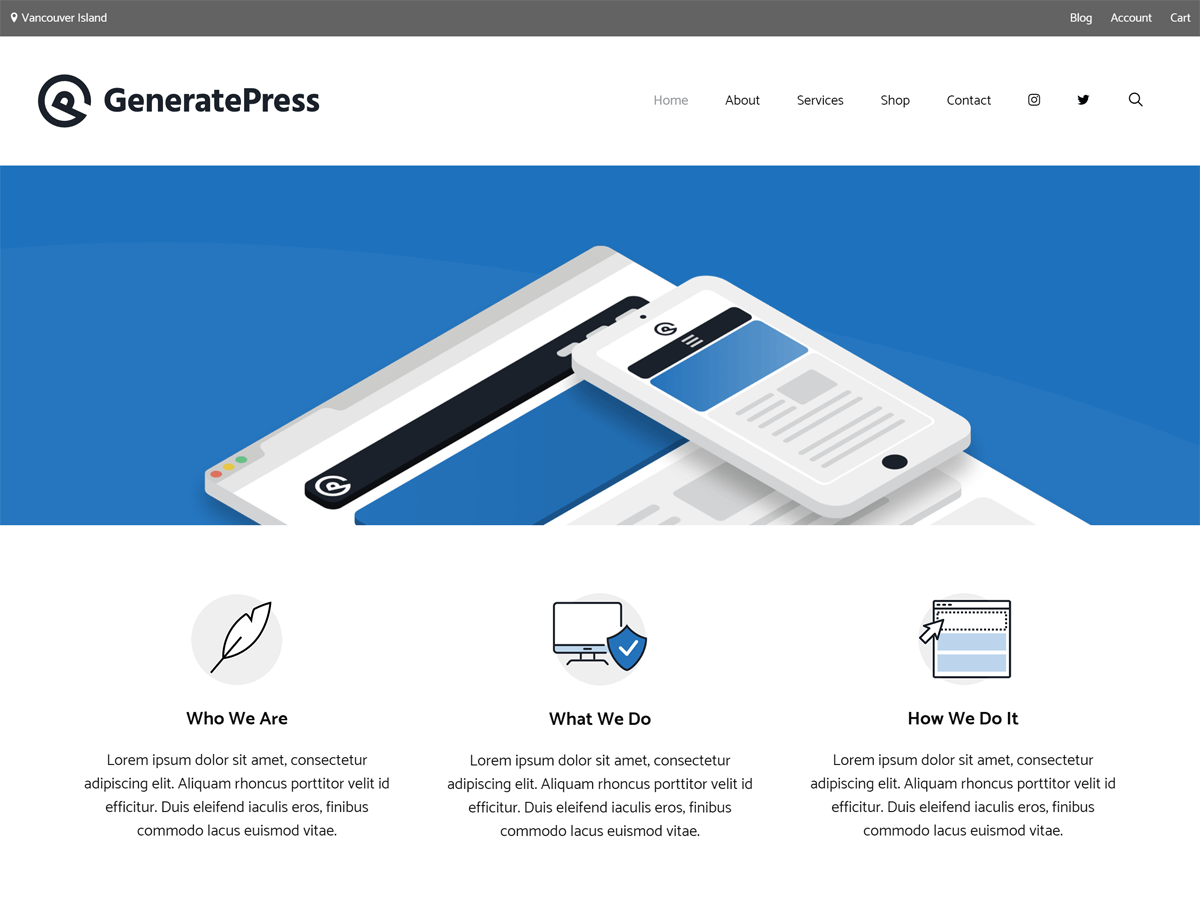 Vancouver Island
Blog Account Cart
GeneratePress
Home About Services Shop Contact
Who We Are
Lorem ipsum dolor sit amet, consectetur
adipiscing elit. Aliquam rhoncus porttitor velit id
efficitur. Duis eleifend iaculis eros, finibus
commodo lacus euismod vitae.
What We Do
Lorem ipsum dolor sit amet, consectetur
adipiscing elit. Aliquam rhoncus porttitor velit id
efficitur. Duis eleifend iaculis eros, finibus
commodo lacus euismod vitae.
How We Do It
Lorem ipsum dolor sit amet, consectetur
adipiscing elit. Aliquam rhoncus porttitor velit id
efficitur. Duis eleifend iaculis eros, finibus
commodo lacus euismod vitae.